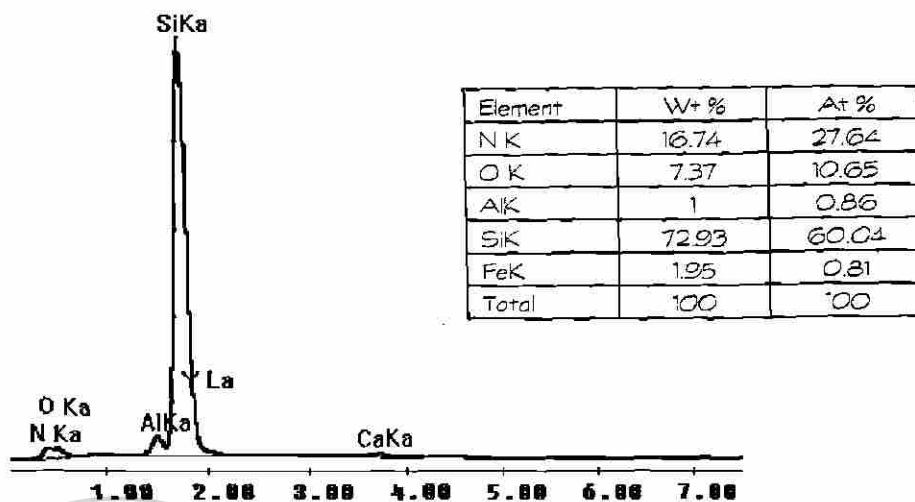 SiKa
Element Wt % At %
N K 16.74 27.64
O K 7.37 10.65
AlK 1 0.86
SiK 72.93 60.04
FeK 1.95 0.81
Total 100 100
La
O Ka
N Ka
AlKa
CaKa
1.00 2.00 3.00 4.00 5.00 6.00 7.00